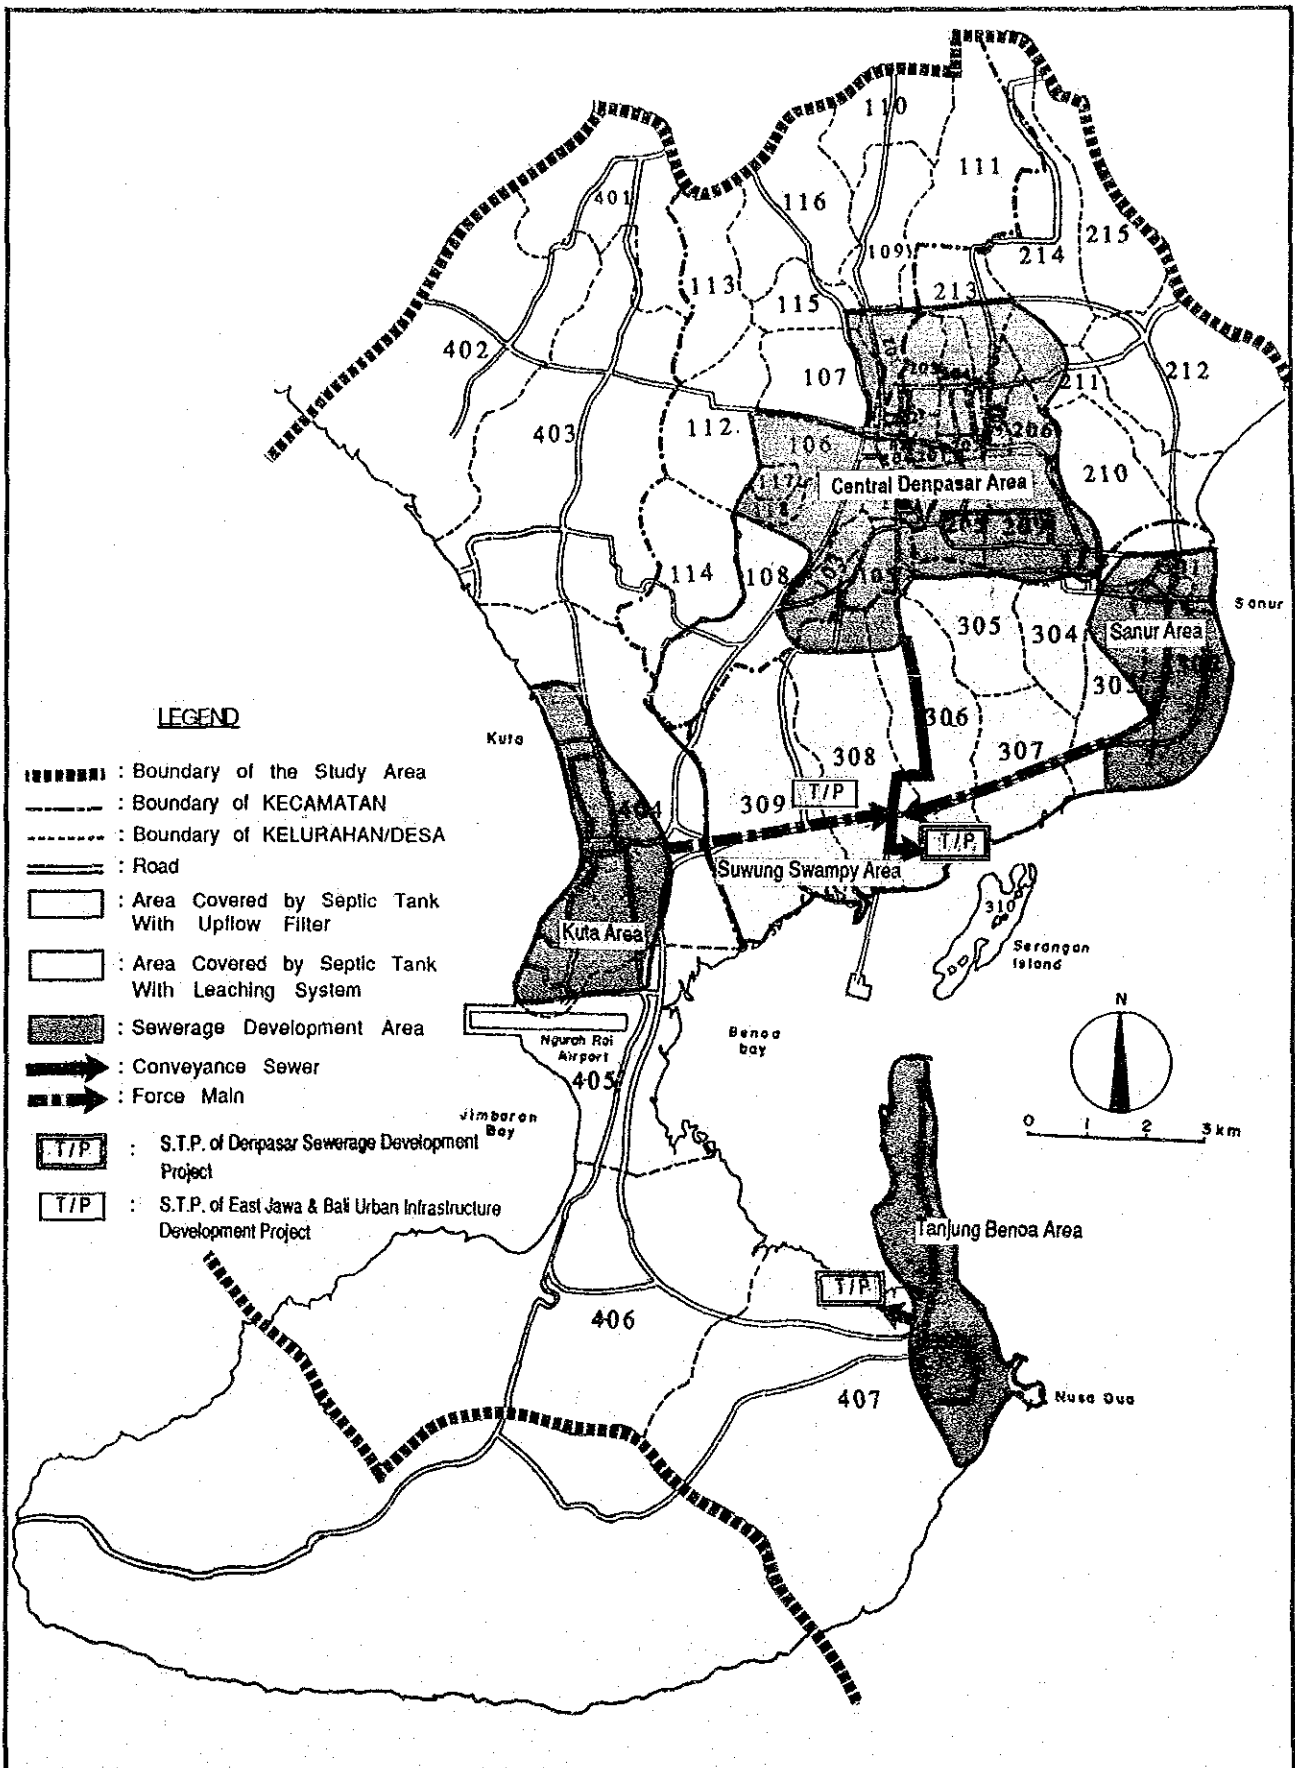 110
111
401
116
215
109
214
113
213
115
402
107
212
211
403
112.
106
206
210
117
Central Denpasar Area
114
108
103
Sanur
305
304
Sanur Area
303
LEGEND
306
Kuta
308
307
Boundary of the Study Area
T/P
: Boundary of KECAMATAN
309
404
: Boundary of KELURAHAN/DESA
T/P
: Road
Suwung Swampy Area
: Area Covered by Septic Tank
With Upflow Filter
310
Kuta Area
Serangan
Island
: Area Covered by Septic Tank
With Leaching System
N
: Sewerage Development Area
Ngurah Rai
Airport
Benoa
bay
: Conveyance Sewer
405
: Force Main
Jimbaran
Bay
0 1 2 3 km
T/P : S.T.P. of Denpasar Sewerage Development
Project
T/P : S.T.P. of East Jawa & Bali Urban Infrastructure
Development Project
Tanjung Benoa Area
T/P
406
407
Nusa Dua